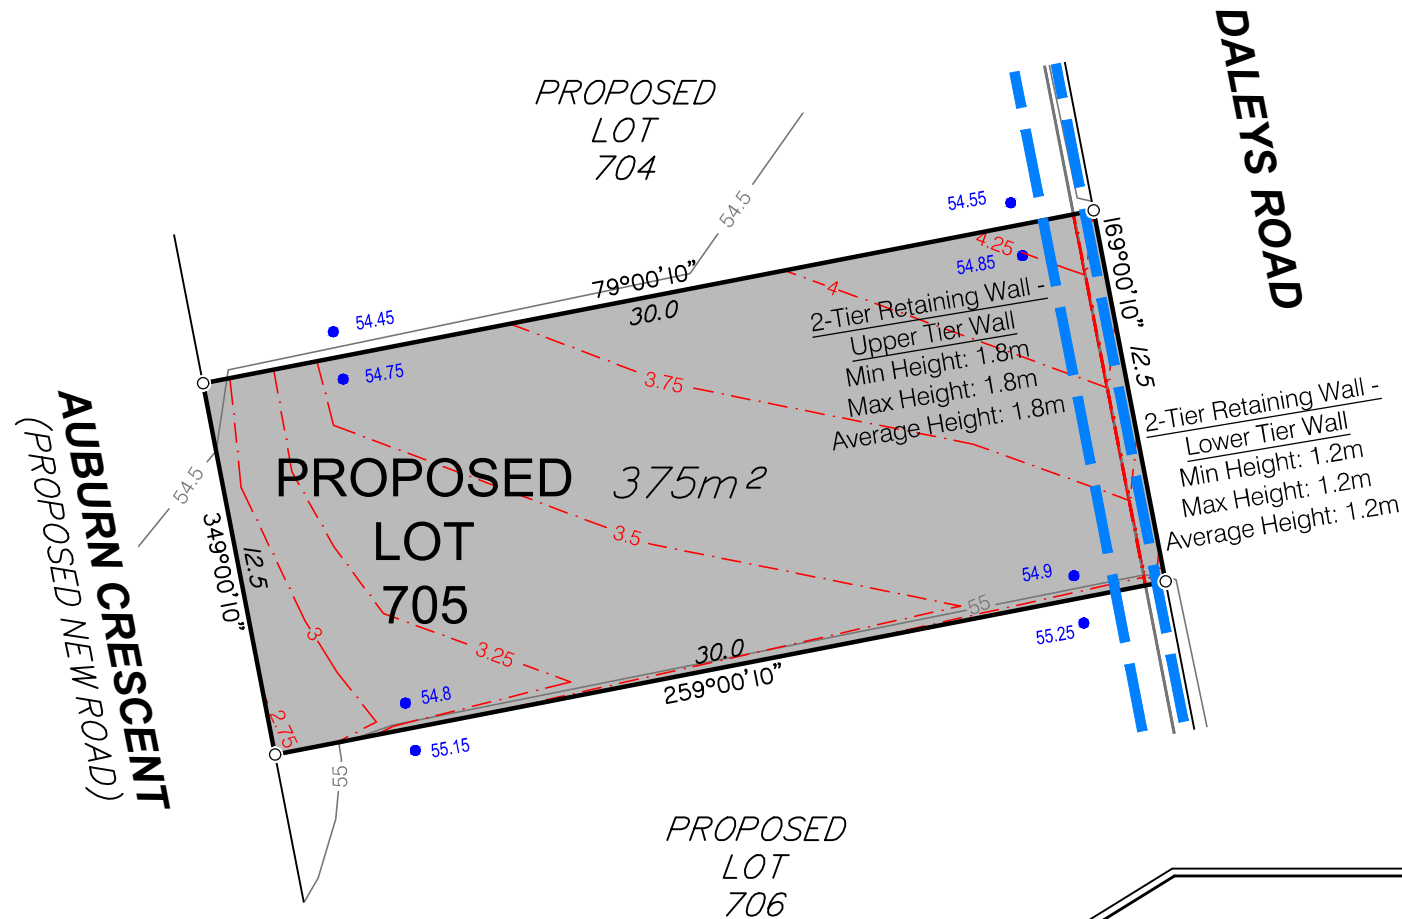 DALEYS ROAD
PROPOSED
LOT
704
54.5
54.55
54.85
4.25
79°00'10"
30.0
169°00'10"
12.5
54.45
54.75
4
2-Tier Retaining Wall -
Upper Tier Wall
Min Height: 1.8m
Max Height: 1.8m
Average Height: 1.8m
3.75
2-Tier Retaining Wall -
Lower Tier Wall
Min Height: 1.2m
Max Height: 1.2m
Average Height: 1.2m
AUBURN CRESCENT
(PROPOSED NEW ROAD)
54.5
349°00'10"
12.5
PROPOSED
LOT
705
375m²
3.5
54.9
55
55.25
3
3.25
30.0
259°00'10"
54.8
2.75
55.15
55
PROPOSED
LOT
706